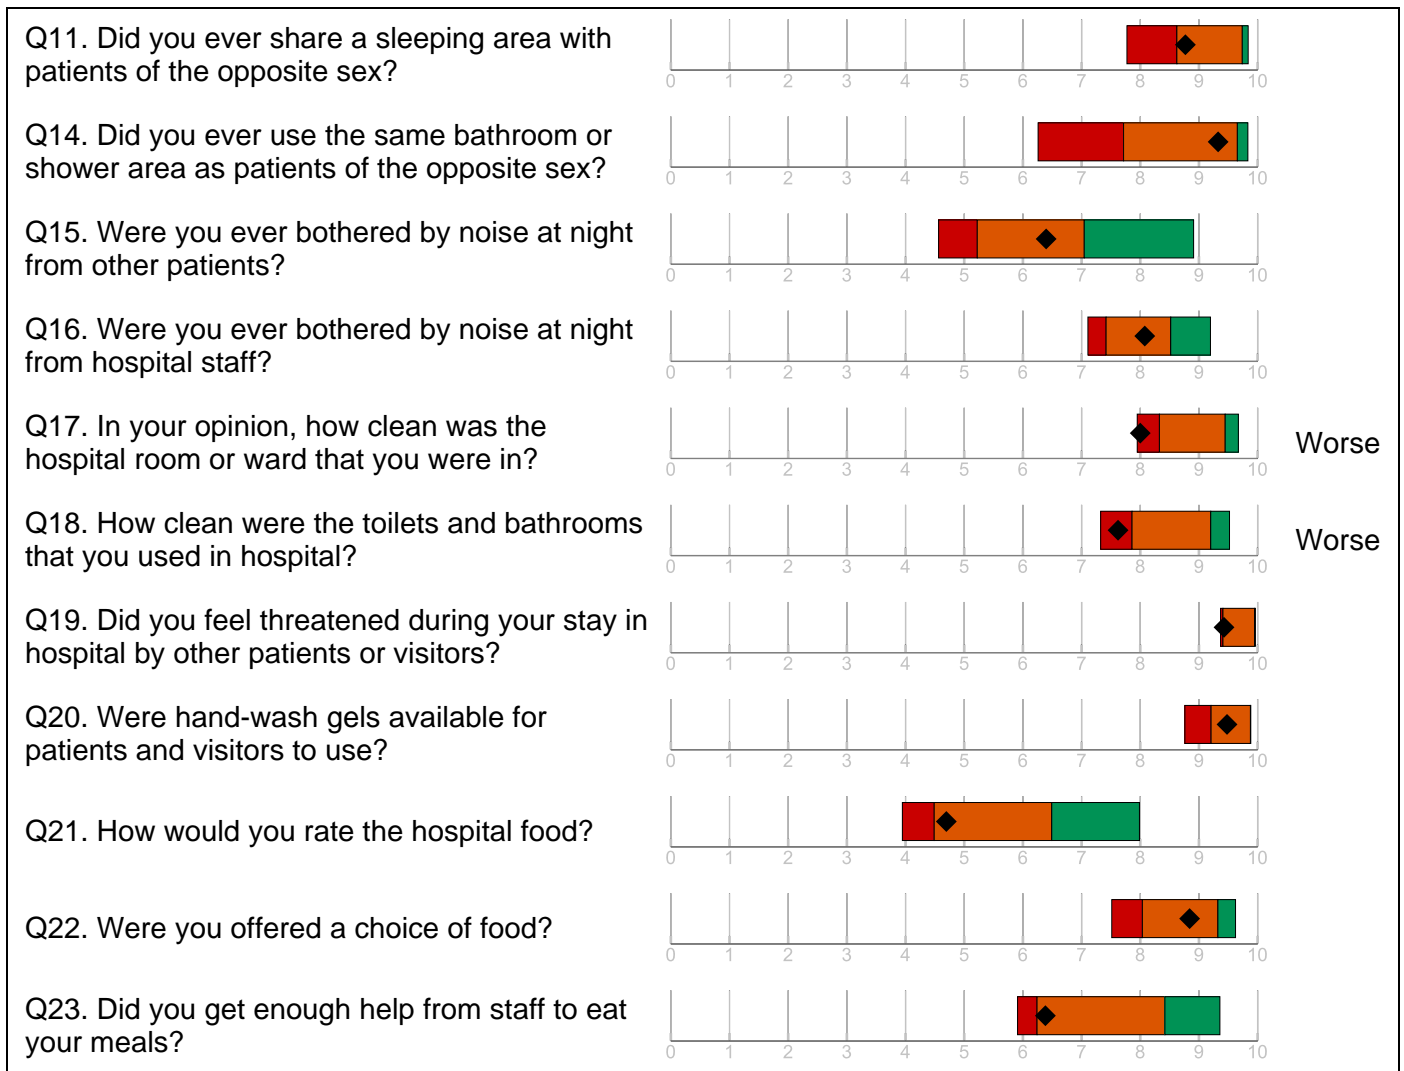 Q11. Did you ever share a sleeping area with
patients of the opposite sex?
0 1 2 3 4 5 6 7 8 9 10
Q14. Did you ever use the same bathroom or
shower area as patients of the opposite sex?
0 1 2 3 4 5 6 7 8 9 10
Q15. Were you ever bothered by noise at night
from other patients?
0 1 2 3 4 5 6 7 8 9 10
Q16. Were you ever bothered by noise at night
from hospital staff?
0 1 2 3 4 5 6 7 8 9 10
Q17. In your opinion, how clean was the
hospital room or ward that you were in?
Worse
0 1 2 3 4 5 6 7 8 9 10
Q18. How clean were the toilets and bathrooms
that you used in hospital?
Worse
0 1 2 3 4 5 6 7 8 9 10
Q19. Did you feel threatened during your stay in
hospital by other patients or visitors?
0 1 2 3 4 5 6 7 8 9 10
Q20. Were hand-wash gels available for
patients and visitors to use?
0 1 2 3 4 5 6 7 8 9 10
Q21. How would you rate the hospital food?
0 1 2 3 4 5 6 7 8 9 10
Q22. Were you offered a choice of food?
0 1 2 3 4 5 6 7 8 9 10
Q23. Did you get enough help from staff to eat
your meals?
0 1 2 3 4 5 6 7 8 9 10